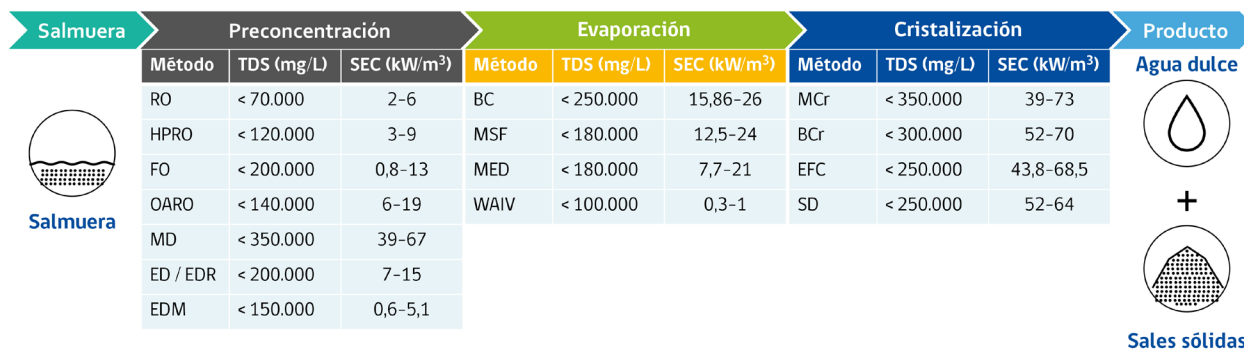 Salmuera Preconcentración Evaporación Cristalización Producto
Método TDS (mg/L) SEC (kW/m³) Método TDS (mg/L) SEC (kW/m³) Método TDS (mg/L) SEC (kW/m³) Agua dulce
RO < 70.000 2–6 BC < 250.000 15,86–26 MCr < 350.000 39–73
HPRO < 120.000 3–9 MSF < 180.000 12,5–24 BCr < 300.000 52–70
FO < 200.000 0,8–13 MED < 180.000 7,7–21 EFC < 250.000 43,8–68,5
OARO < 140.000 6–19 WAIV < 100.000 0,3–1 SD < 250.000 52–64 +
Salmuera
MD < 350.000 39–67
ED / EDR < 200.000 7–15
EDM < 150.000 0,6–5,1
Sales sólidas